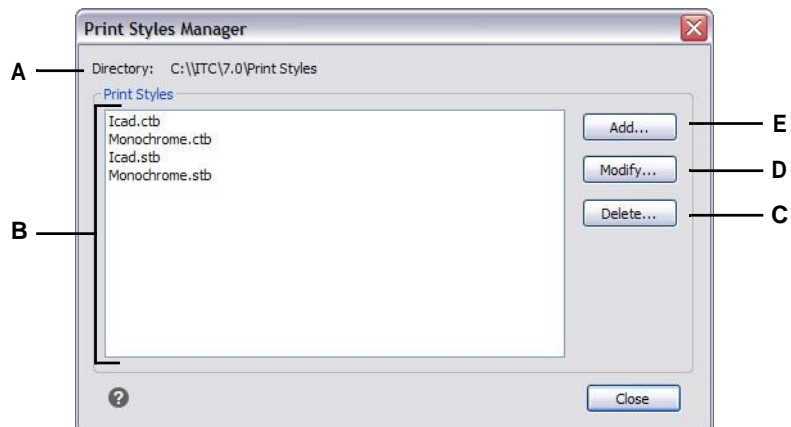 Print Styles Manager
A
Directory: C:\\ITC\7.0\Print Styles
Print Styles
Icad.ctb
Monochrome.ctb
Icad.stb
Monochrome.stb
B
Add...
E
Modify...
D
Delete...
C
?
Close